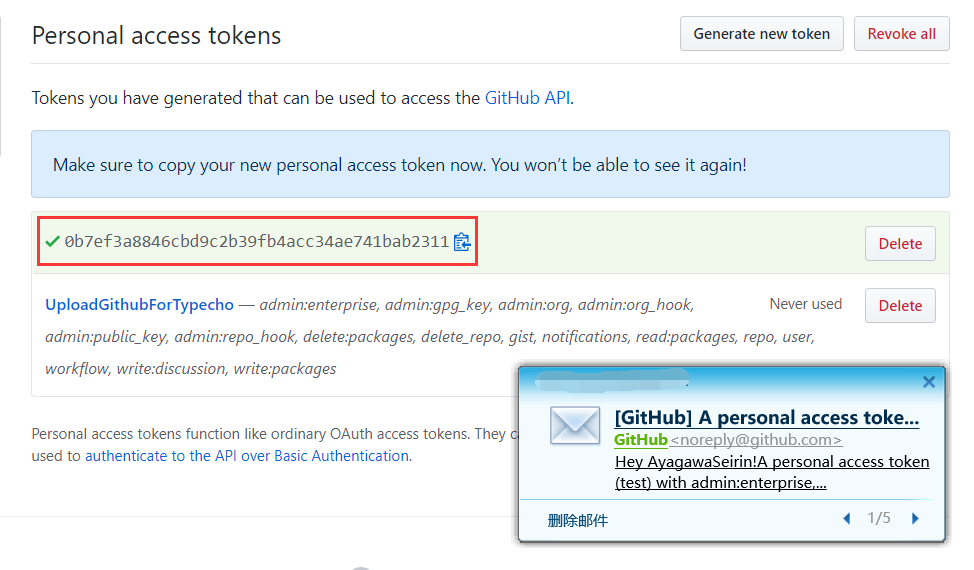 Personal access tokens
Generate new token
Revoke all
Tokens you have generated that can be used to access the GitHub API.
Make sure to copy your new personal access token now. You won’t be able to see it again!
0b7ef3a8846cbd9c2b39fb4acc34ae741bab2311
Delete
UploadGithubForTypecho — admin:enterprise, admin:gpg_key, admin:org, admin:org_hook,
Never used
Delete
admin:public_key, admin:repo_hook, delete:packages, delete_repo, gist, notifications, read:packages, repo, user,
workflow, write:discussion, write:packages
Personal access tokens function like ordinary OAuth access tokens. They
used to authenticate to the API over Basic Authentication.
[GitHub] A personal access toke...
GitHub<noreply@github.com>
Hey AyagawaSeirin!A personal access token
(test) with admin:enterprise,...
删除邮件
1/5